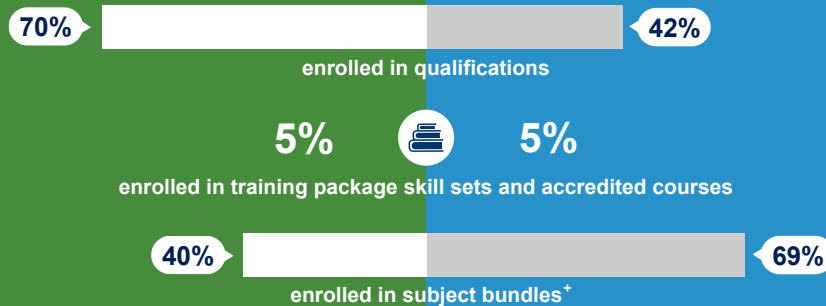 70% 42%
enrolled in qualifications
5% 5%
enrolled in training package skill sets and accredited courses
40% 69%
enrolled in subject bundles+